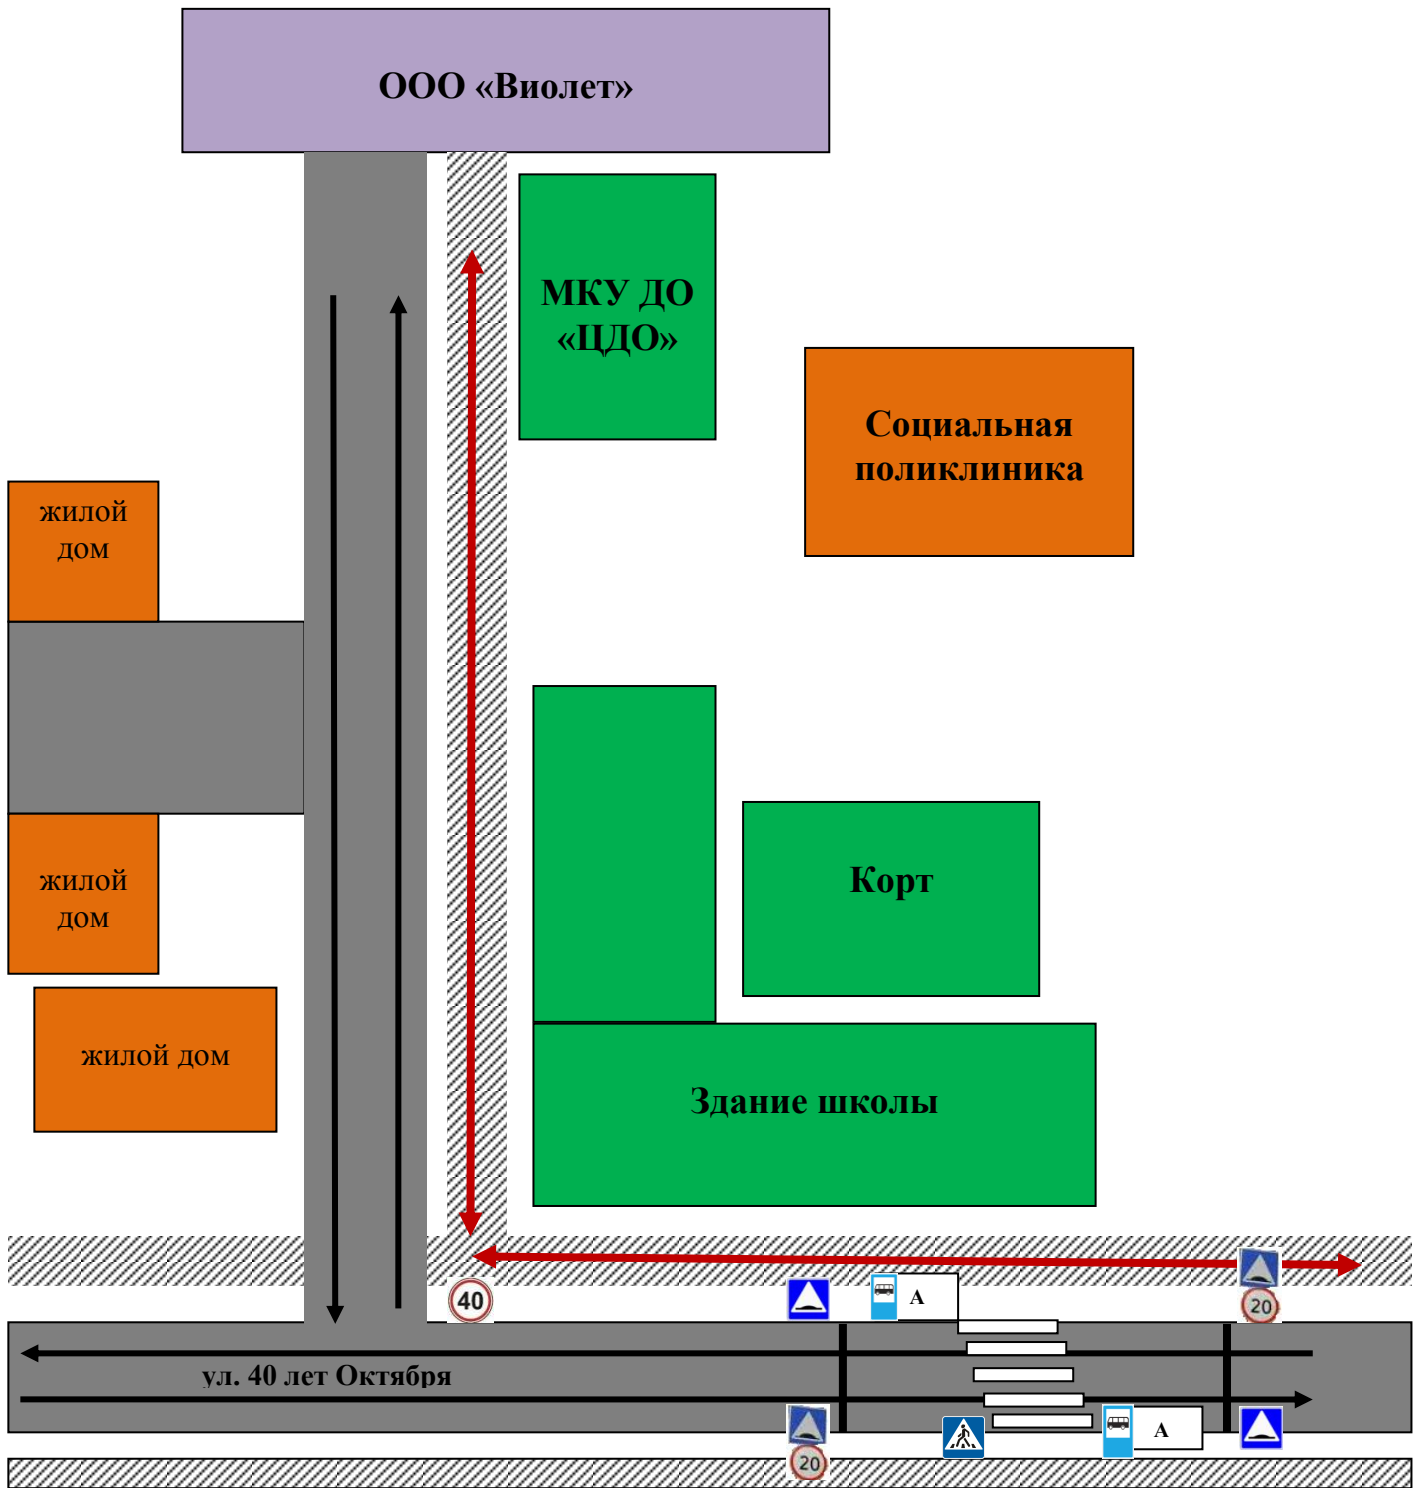 ООО «Виолет»
МКУ ДО
«ЦДО»
Социальная
поликлиника
жилой
дом
жилой
дом
Корт
жилой дом
Здание школы
40
А
20
ул. 40 лет Октября
А
20